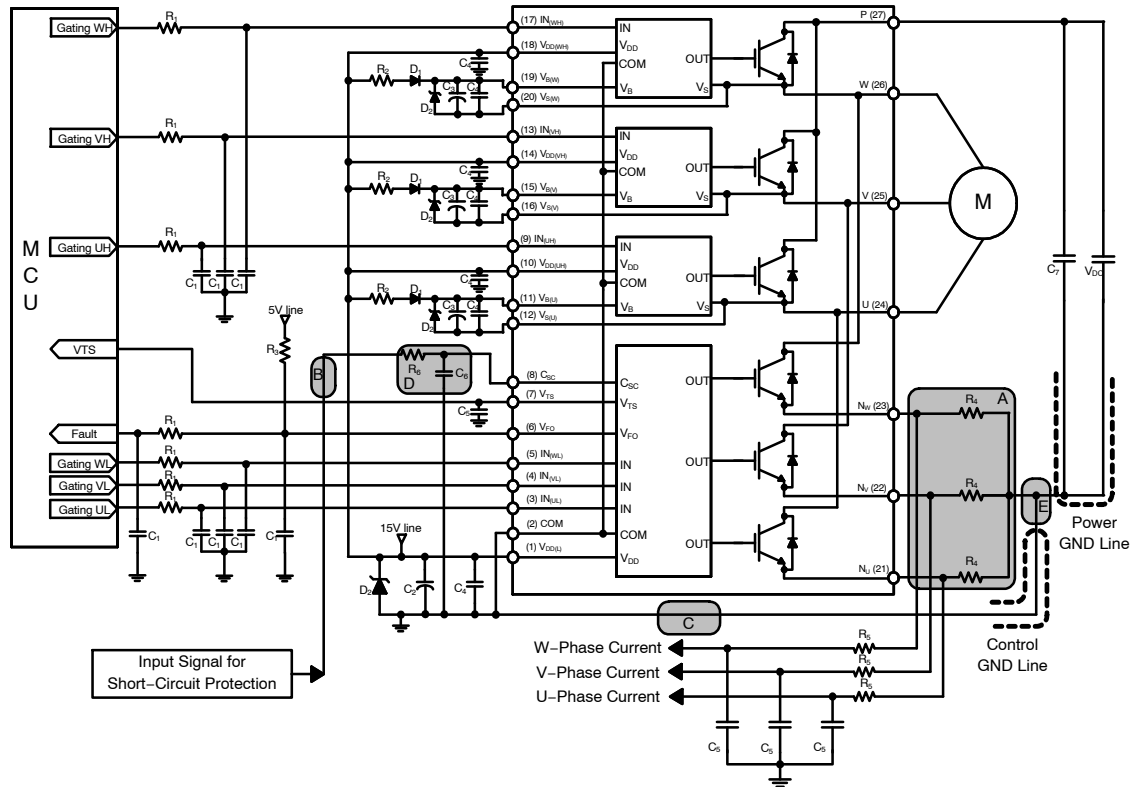 MCU
Gating WH
R1
(17) IN(WH)
IN
P (27)
(18) VDD(WH)
VDD
C4
COM
OUT
R2
D1
(19) VB(W)
VB
VS
D2
C3
C4
(20) VS(W)
W (26)
Gating VH
R1
(13) IN(VH)
IN
(14) VDD(VH)
VDD
C4
COM
OUT
R2
D1
(15) VB(V)
VB
VS
D2
C3
C4
(16) VS(V)
V (25)
M
Gating UH
R1
(9) IN(UH)
IN
(10) VDD(UH)
VDD
C4
COM
OUT
C1
C1
C1
R2
D1
(11) VB(U)
VB
VS
D2
C3
C4
(12) VS(U)
U (24)
C7
VDC
5V line
R3
VTS
B
R6
D
C6
(8) CSC
CSC
OUT
(7) VTS
VTS
C5
NW (23)
R4
A
Fault
R1
(6) VFO
VFO
Gating WL
R1
(5) IN(WL)
IN
OUT
Gating VL
R1
(4) IN(VL)
IN
NV (22)
R4
E
Gating UL
(3) IN(UL)
IN
C1
C1
C1
C1
C1
15V line
(2) COM
COM
OUT
(1) VDD(L)
VDD
NU (21)
R4
Power
GND Line
D2
C2
C4
C
Control
GND Line
W−Phase Current
R5
V−Phase Current
R5
U−Phase Current
R5
Input Signal for
Short−Circuit Protection
C5
C5
C5